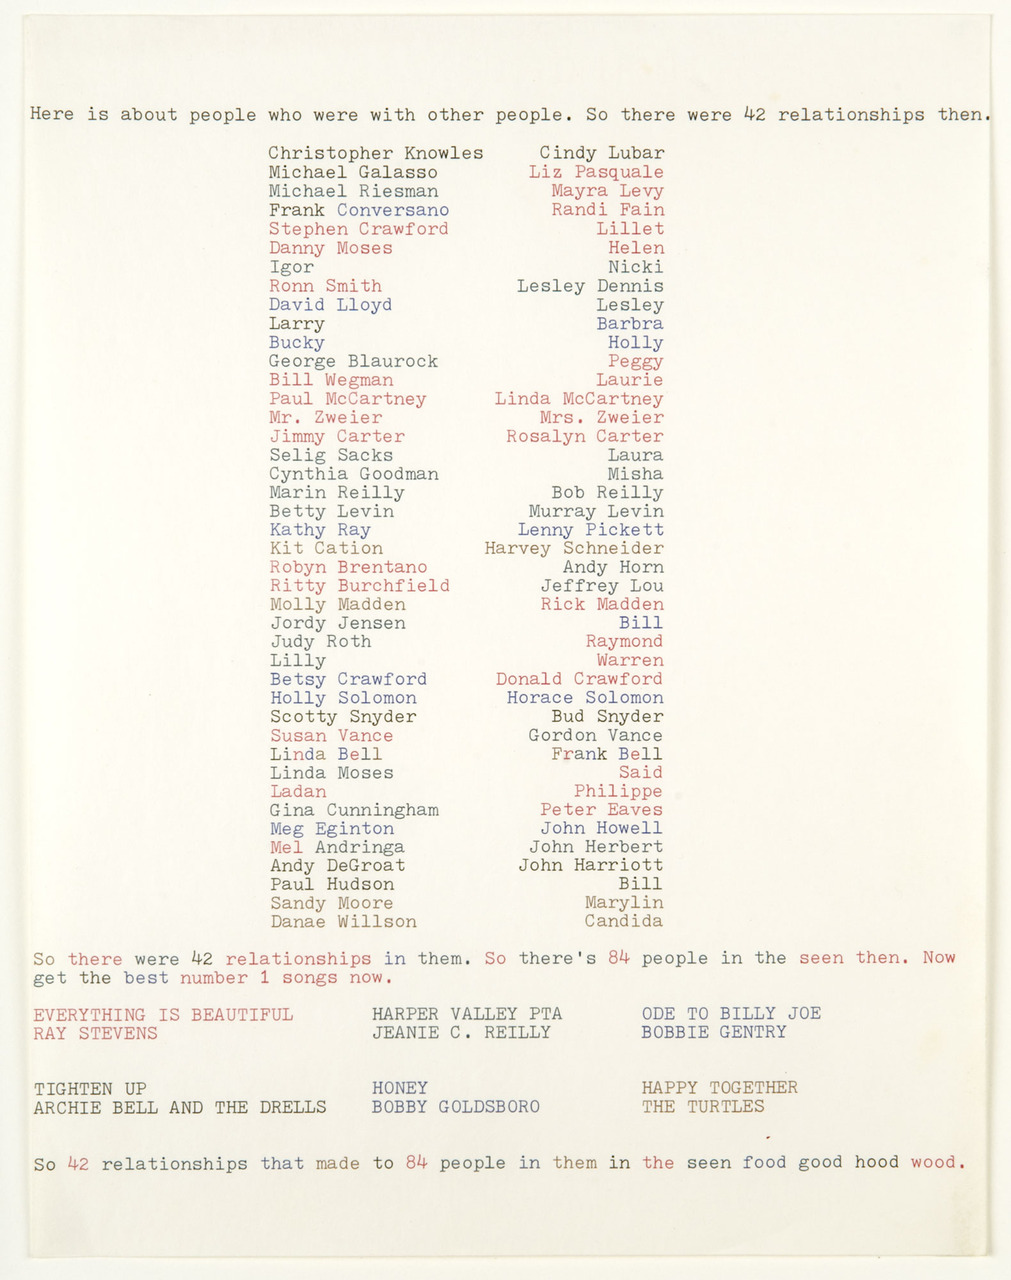 Here is about people who were with other people. So there were 42 relationships then.
Christopher Knowles Cindy Lubar
Michael Galasso Liz Pasquale
Michael Riesman Mayra Levy
Frank Conversano Randi Fain
Stephen Crawford Lillet
Danny Moses Helen
Igor Nicki
Ronn Smith Lesley Dennis
David Lloyd Lesley
Larry Barbra
Bucky Holly
George Blaurock Peggy
Bill Wegman Laurie
Paul McCartney Linda McCartney
Mr. Zweier Mrs. Zweier
Jimmy Carter Rosalyn Carter
Selig Sacks Laura
Cynthia Goodman Misha
Marin Reilly Bob Reilly
Betty Levin Murray Levin
Kathy Ray Lenny Pickett
Kit Cation Harvey Schneider
Robyn Brentano Andy Horn
Ritty Burchfield Jeffrey Lou
Molly Madden Rick Madden
Jordy Jensen Bill
Judy Roth Raymond
Lilly Warren
Betsy Crawford Donald Crawford
Holly Solomon Horace Solomon
Scotty Snyder Bud Snyder
Susan Vance Gordon Vance
Linda Bell Frank Bell
Linda Moses Said
Ladan Philippe
Gina Cunningham Peter Eaves
Meg Eginton John Howell
Mel Andringa John Herbert
Andy DeGroat John Harriott
Paul Hudson Bill
Sandy Moore Marylin
Danae Willson Candida
So there were 42 relationships in them. So there's 84 people in the seen then. Now
get the best number 1 songs now.
EVERYTHING IS BEAUTIFUL HARPER VALLEY PTA ODE TO BILLY JOE
RAY STEVENS JEANIE C. REILLY BOBBIE GENTRY
TIGHTEN UP HONEY HAPPY TOGETHER
ARCHIE BELL AND THE DRELLS BOBBY GOLDSBORO THE TURTLES
So 42 relationships that made to 84 people in them in the seen food good hood wood.